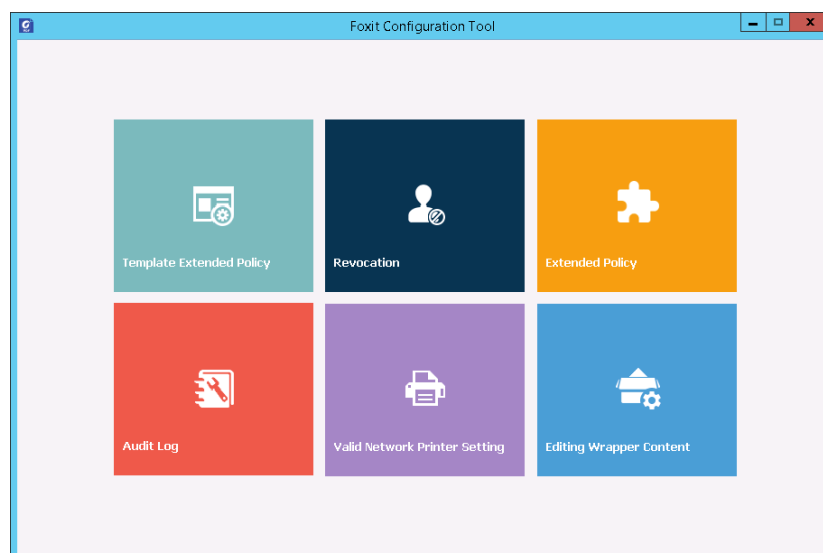 Foxit Configuration Tool
Template Extended Policy
Revocation
Extended Policy
Audit Log
Valid Network Printer Setting
Editing Wrapper Content